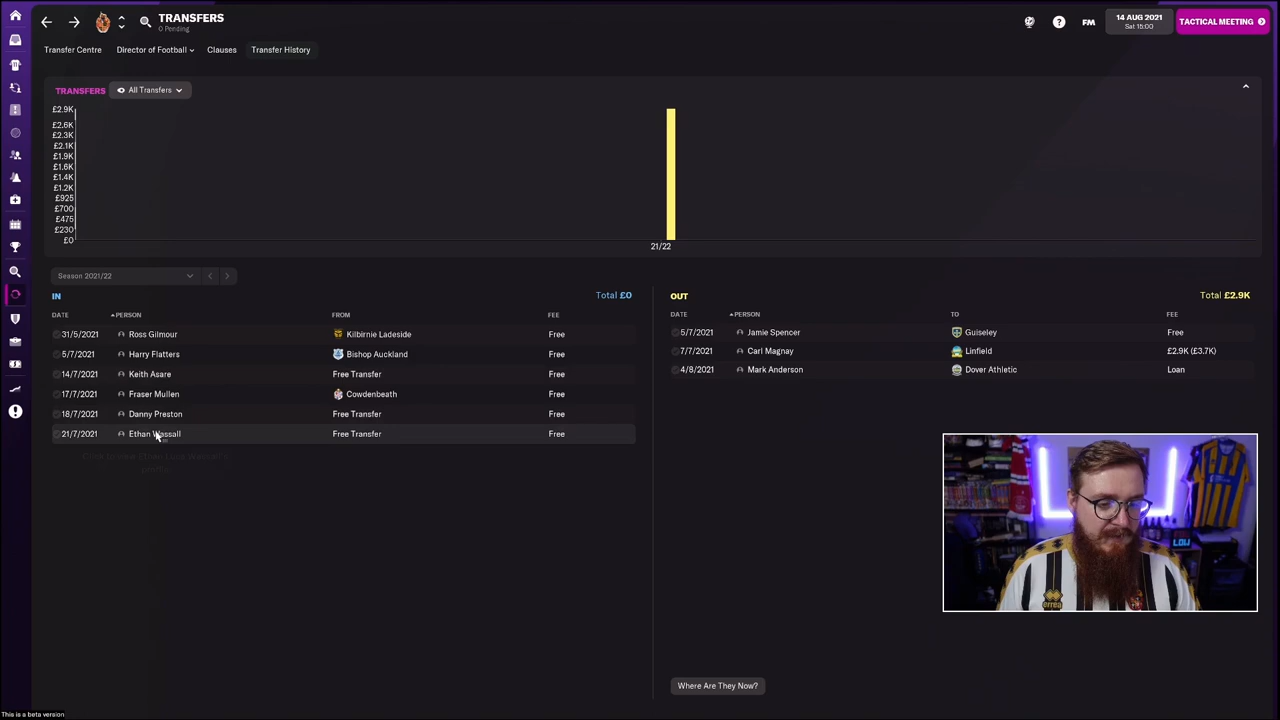 TRANSFERS
0 Pending
FM
14 AUG 2021
Sat 15:00
TACTICAL MEETING
Transfer Centre
Director of Football
Clauses
Transfer History
TRANSFERS
All Transfers
£2.9K
£2.6K
£2.3K
£2.1K
£1.9K
£1.6K
£1.4K
£1.2K
£925
£700
£475
£230
£0
21/22
Season 2021/22
IN
Total £0
DATE PERSON FROM FEE
31/5/2021 Ross Gilmour Kilbirnie Ladeside Free
5/7/2021 Harry Flatters Bishop Auckland Free
14/7/2021 Keith Asare Free Transfer Free
17/7/2021 Fraser Mullen Cowdenbeath Free
18/7/2021 Danny Preston Free Transfer Free
21/7/2021 Ethan Wassall Free Transfer Free
OUT
Total £2.9K
DATE PERSON TO FEE
5/7/2021 Jamie Spencer Guiseley Free
7/7/2021 Carl Magnay Linfield £2.9K (£3.7K)
4/8/2021 Mark Anderson Dover Athletic Loan
errea
Where Are They Now?
This is a beta version